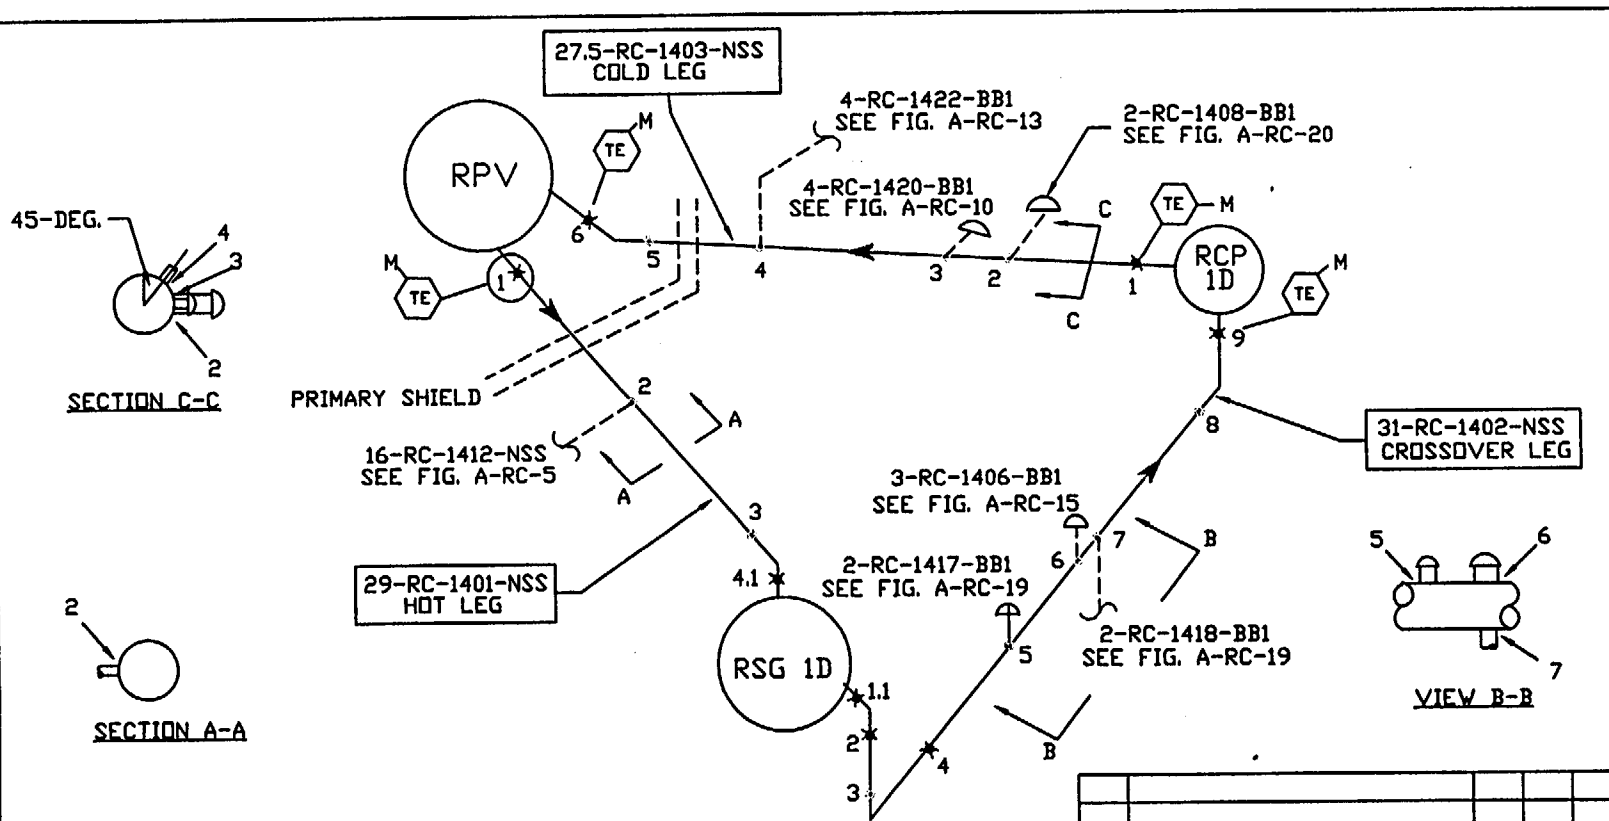 27.5-RC-1403-NSS
COLD LEG
4-RC-1422-BB1
SEE FIG. A-RC-13
2-RC-1408-BB1
SEE FIG. A-RC-20
M
TE
RPV
4-RC-1420-BB1
SEE FIG. A-RC-10
C
TE
M
45-DEG.
4
3
2
SECTION C-C
6
5
4
3
2
1
C
RCP
1D
M
TE
M
TE
1
9
PRIMARY SHIELD
2
A
8
31-RC-1402-NSS
CROSSOVER LEG
16-RC-1412-NSS
SEE FIG. A-RC-5
A
3-RC-1406-BB1
SEE FIG. A-RC-15
3
7
B
6
5
6
7
VIEW B-B
4.1
2-RC-1417-BB1
SEE FIG. A-RC-19
29-RC-1401-NSS
HOT LEG
2
SECTION A-A
RSG 1D
5
2-RC-1418-BB1
SEE FIG. A-RC-19
1.1
2
B
4
3